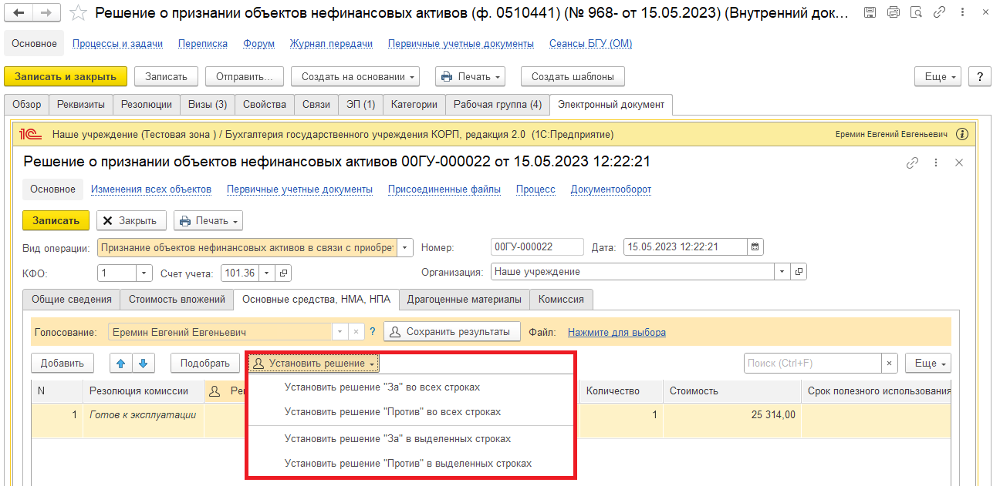 Решение о признании объектов нефинансовых активов (ф. 0510441) (№ 968- от 15.05.2023) (Внутренний док...
Основное Процессы и задачи Переписка Форум Журнал передачи Первичные учетные документы Сеансы БГУ (ОМ)
Записать и закрыть Записать Отправить... Создать на основании Печать Создать шаблоны Еще ?
Обзор Реквизиты Резолюции Визы (3) Свойства Связи ЭП (1) Категории Рабочая группа (4) Электронный документ
1С Наше учреждение (Тестовая зона ) / Бухгалтерия государственного учреждения КОРП, редакция 2.0 (1С:Предприятие) Еремин Евгений Евгеньевич i
Решение о признании объектов нефинансовых активов 00ГУ-000022 от 15.05.2023 12:22:21
Основное Изменения всех объектов Первичные учетные документы Присоединенные файлы Процесс Документооборот
Записать Закрыть Печать
Вид операции: Признание объектов нефинансовых активов в связи с приобрет Номер: 00ГУ-000022 Дата: 15.05.2023 12:22:21
КФО: 1 Счет учета: 101.36 Организация: Наше учреждение
Общие сведения Стоимость вложений Основные средства, НМА, НПА Драгоценные материалы Комиссия
Голосование: Еремин Евгений Евгеньевич ? Сохранить результаты Файл: Нажмите для выбора
Добавить Подобрать Установить решение Поиск (Ctrl+F) × Еще
N Резолюция комиссии Ре Количество Стоимость Срок полезного использования
Установить решение "За" во всех строках
1 Готов к эксплуатации Установить решение "Против" во всех строках 1 25 314,00
Установить решение "За" в выделенных строках
Установить решение "Против" в выделенных строках